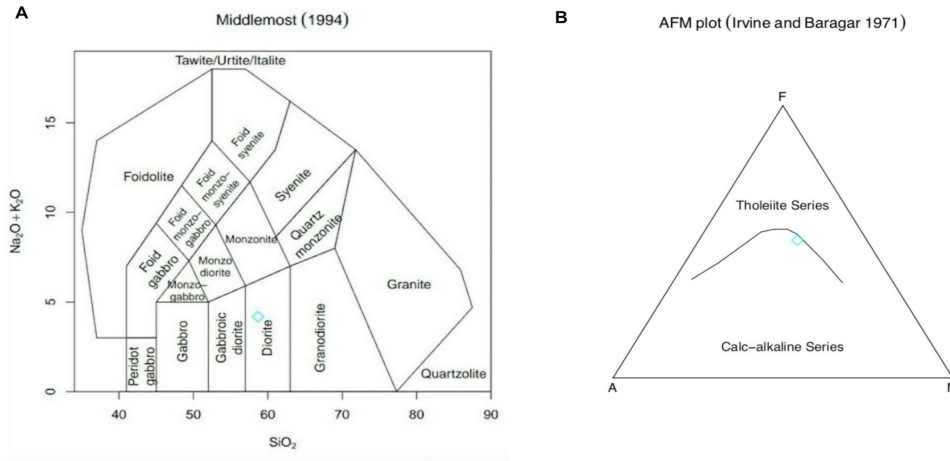 A
Middlemost (1994)
Tawite/Urtite/Italite
Foidolite
Foid
syenite
Foid
monzo-
syenite
Syenite
Foid
monzo-
gabbro
Quartz
monzonite
Foid
gabbro
Monzonite
Monzo
diorite
Monzo-
gabbro
Granite
Peridot
gabbro
Gabbro
Gabbroic
diorite
Diorite
Granodiorite
Quartzolite
Na₂O + K₂O
0
5
10
15
40 50 60 70 80 90
SiO₂
B
AFM plot (Irvine and Baragar 1971)
F
Tholeiite Series
Calc-alkaline Series
A